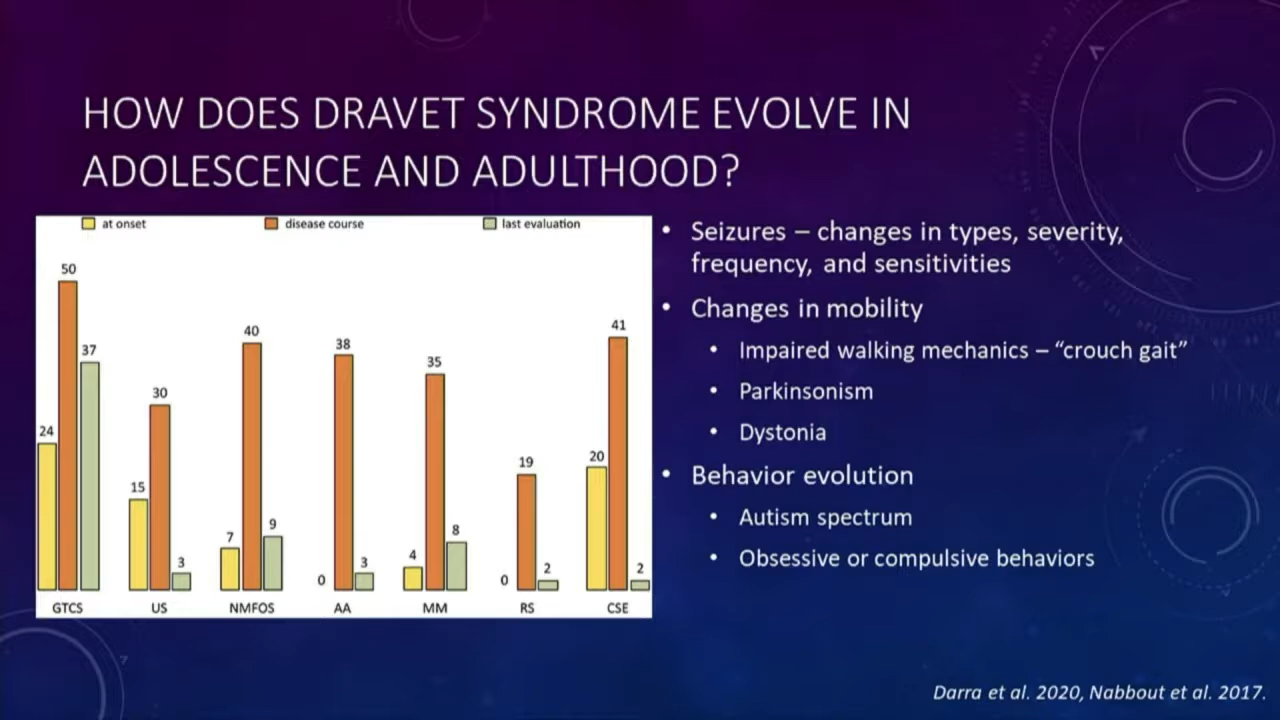 HOW DOES DRAVET SYNDROME EVOLVE IN
ADOLESCENCE AND ADULTHOOD?
at onset disease course last evaluation
50
37
24
30
15
3
40
7
9
38
0
3
35
4
8
19
0
2
41
20
2
GTCS US NMFOS AA MM RS CSE
• Seizures – changes in types, severity,
frequency, and sensitivities
• Changes in mobility
• Impaired walking mechanics – “crouch gait”
• Parkinsonism
• Dystonia
• Behavior evolution
• Autism spectrum
• Obsessive or compulsive behaviors
Darra et al. 2020, Nabbout et al. 2017.